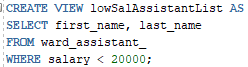 CREATE VIEW lowSalAssistantList AS
SELECT first_name, last_name
FROM ward_assistant_
WHERE salary < 20000;